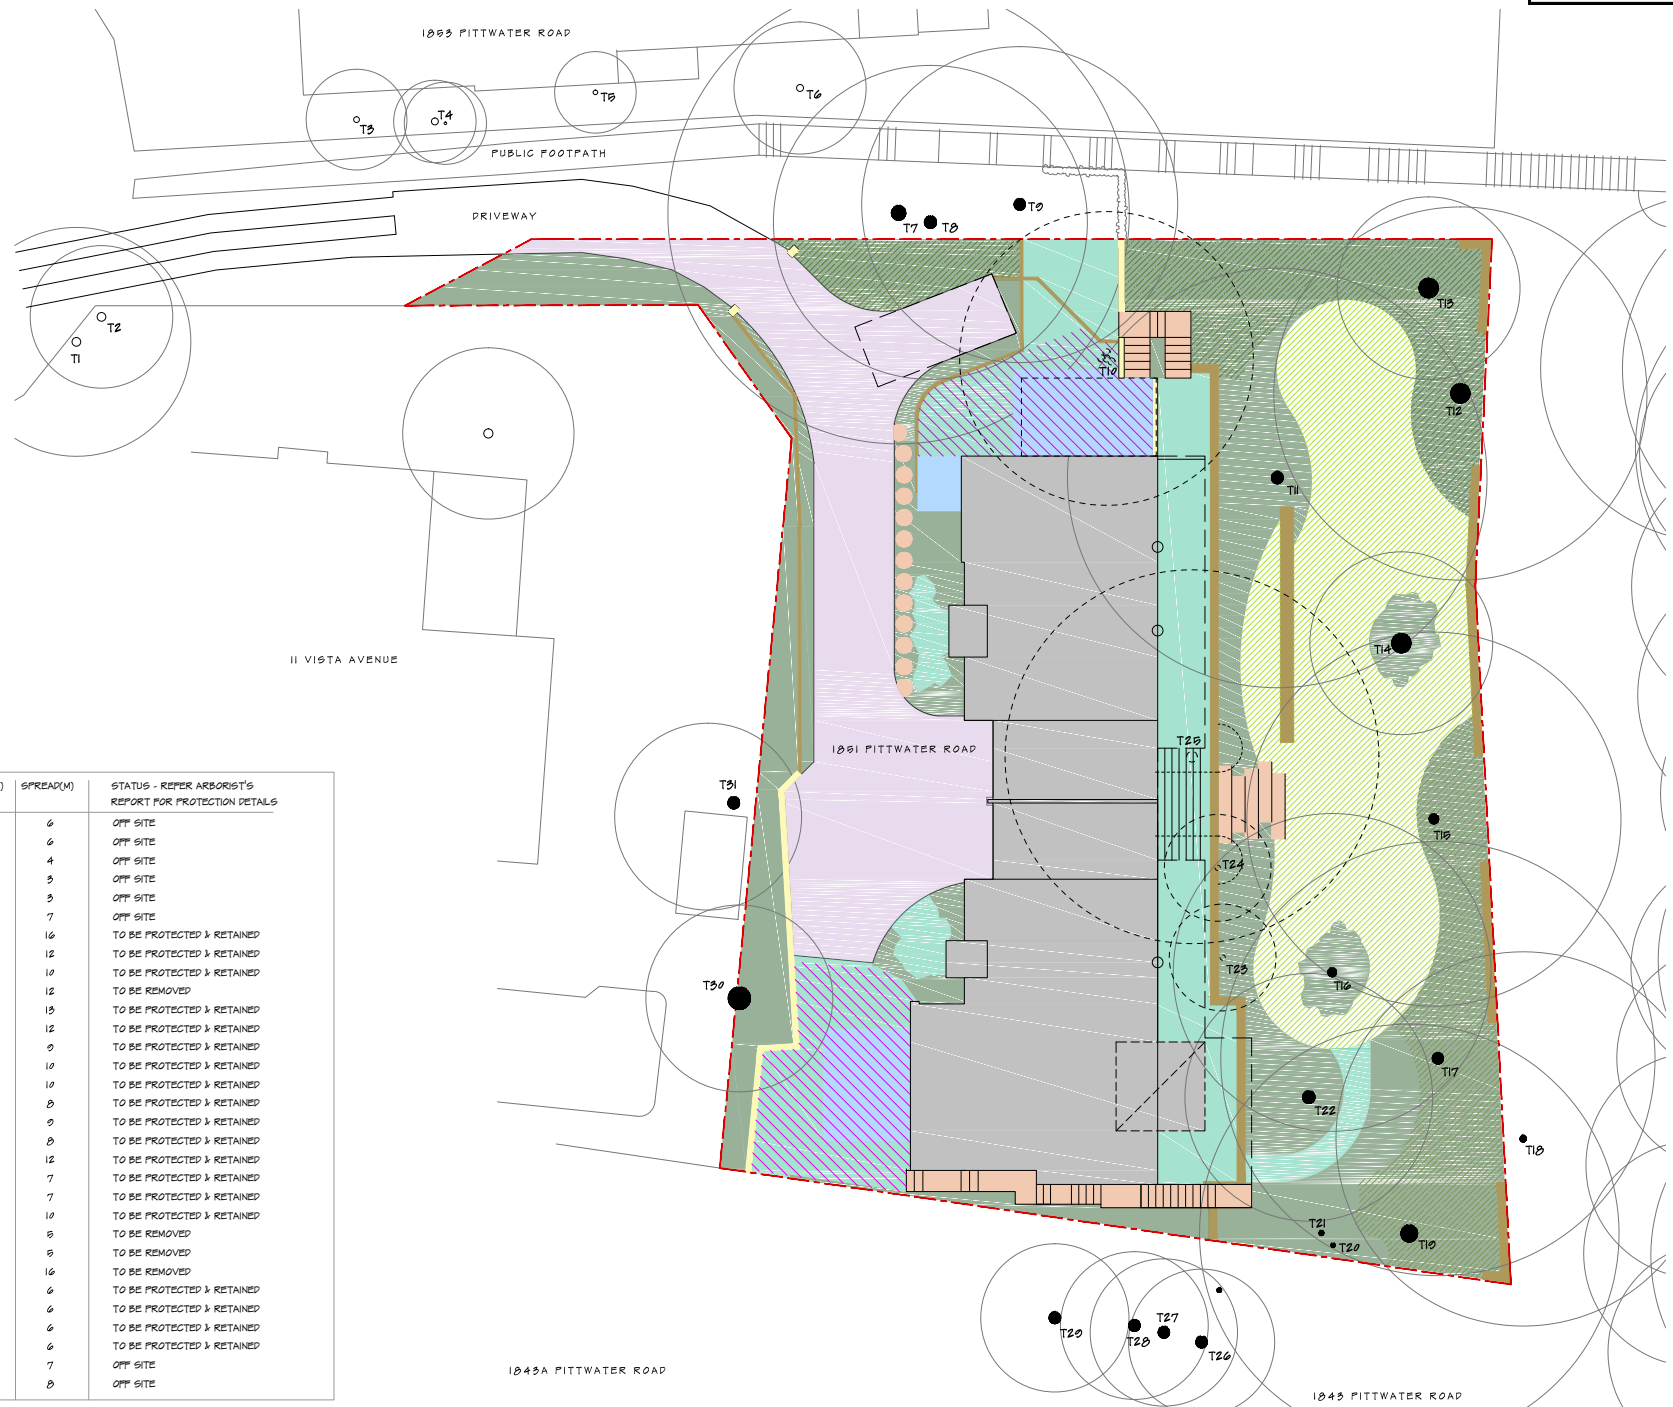 1853 PITTWATER ROAD
T5
T6
T4
T3
PUBLIC FOOTPATH
T9
DRIVEWAY
T7
T8
T13
T2
T1
T10
T12
T11
T14
11 VISTA AVENUE
T25
1851 PITTWATER ROAD
T31
T15
T24
T23
T30
T16
T17
T22
T18
T21
T20
T19
T29
T28
T27
T26
1843A PITTWATER ROAD
1843 PITTWATER ROAD
) SPREAD(M) STATUS - REFER ARBORIST'S
REPORT FOR PROTECTION DETAILS
6 OFF SITE
6 OFF SITE
4 OFF SITE
3 OFF SITE
3 OFF SITE
7 OFF SITE
16 TO BE PROTECTED & RETAINED
12 TO BE PROTECTED & RETAINED
10 TO BE PROTECTED & RETAINED
12 TO BE REMOVED
13 TO BE PROTECTED & RETAINED
12 TO BE PROTECTED & RETAINED
9 TO BE PROTECTED & RETAINED
10 TO BE PROTECTED & RETAINED
10 TO BE PROTECTED & RETAINED
8 TO BE PROTECTED & RETAINED
9 TO BE PROTECTED & RETAINED
8 TO BE PROTECTED & RETAINED
12 TO BE PROTECTED & RETAINED
7 TO BE PROTECTED & RETAINED
7 TO BE PROTECTED & RETAINED
10 TO BE PROTECTED & RETAINED
5 TO BE REMOVED
5 TO BE REMOVED
16 TO BE REMOVED
6 TO BE PROTECTED & RETAINED
6 TO BE PROTECTED & RETAINED
6 TO BE PROTECTED & RETAINED
6 TO BE PROTECTED & RETAINED
7 OFF SITE
8 OFF SITE